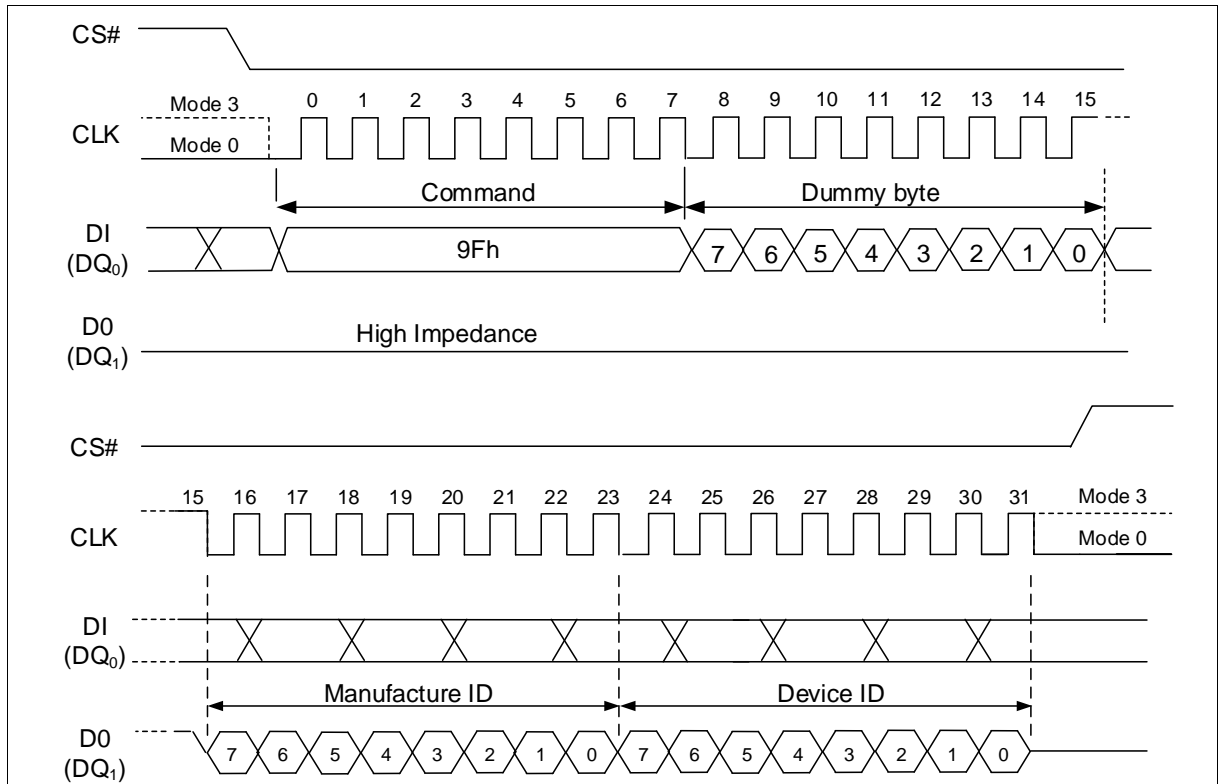 CS#
Mode 3
0 1 2 3 4 5 6 7 8 9 10 11 12 13 14 15
CLK
Mode 0
Command Dummy byte
DI
(DQ0)
9Fh 7 6 5 4 3 2 1 0
D0
(DQ1)
High Impedance
CS#
15 16 17 18 19 20 21 22 23 24 25 26 27 28 29 30 31
Mode 3
CLK
Mode 0
DI
(DQ0)
Manufacture ID Device ID
D0
(DQ1)
7 6 5 4 3 2 1 0 7 6 5 4 3 2 1 0